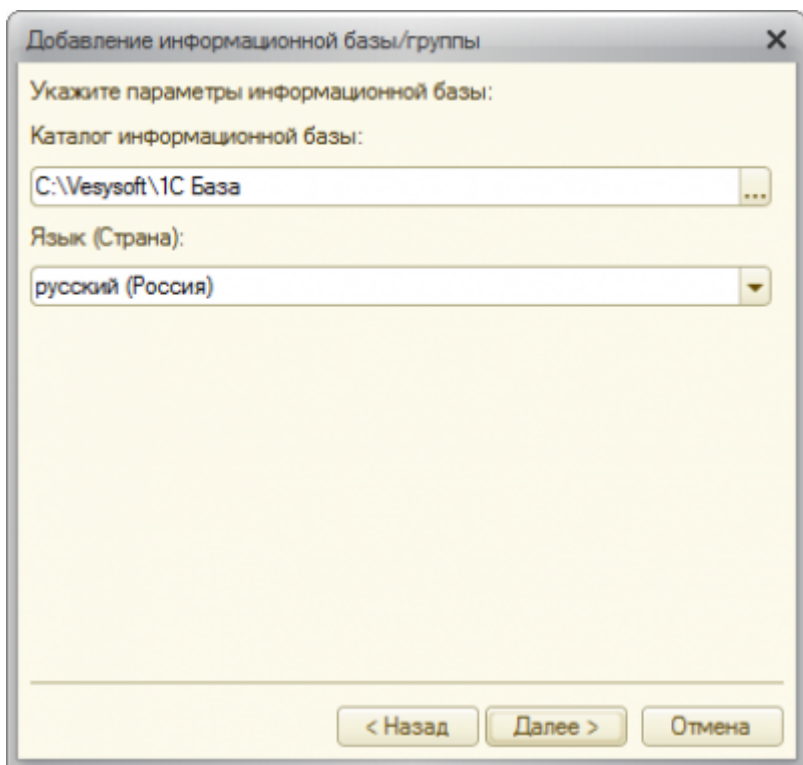 Добавление информационной базы/группы
Укажите параметры информационной базы:
Каталог информационной базы:
C:\Vesysoft\1С База
...
Язык (Страна):
русский (Россия)
< Назад
Далее >
Отмена